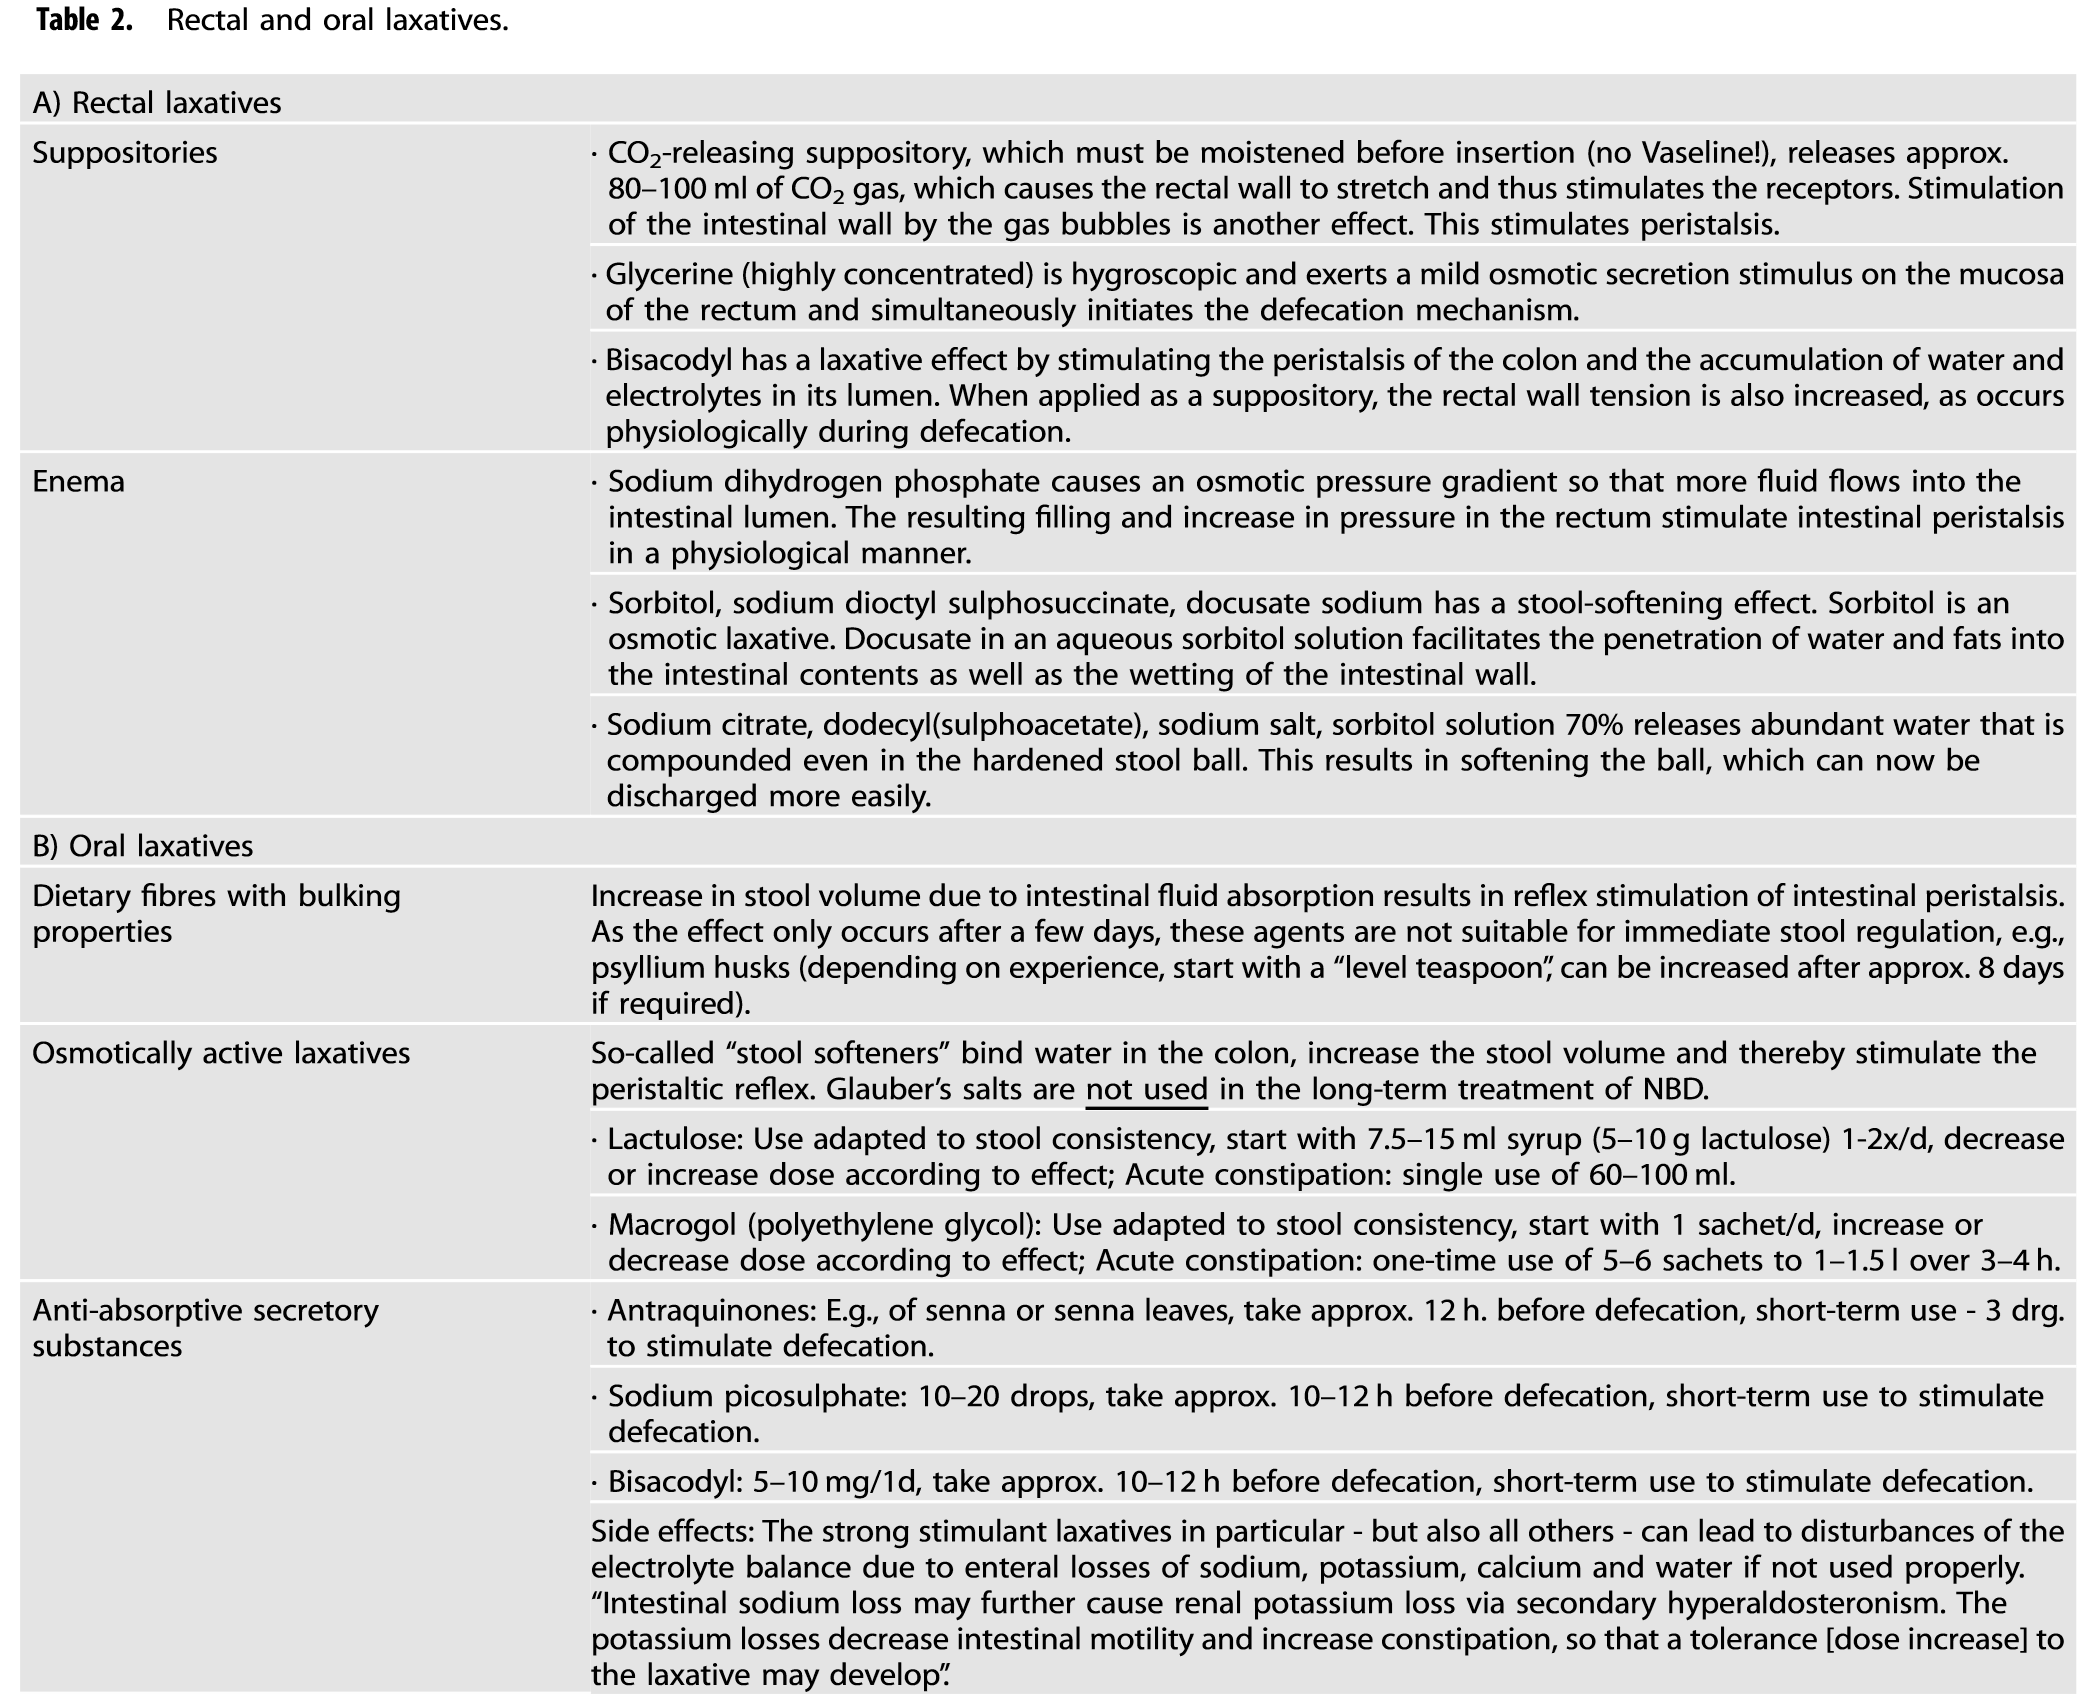 Table 2. Rectal and oral laxatives.
A) Rectal laxatives
Suppositories
· CO₂-releasing suppository, which must be moistened before insertion (no Vaseline!), releases approx.
80–100 ml of CO₂ gas, which causes the rectal wall to stretch and thus stimulates the receptors. Stimulation
of the intestinal wall by the gas bubbles is another effect. This stimulates peristalsis.
· Glycerine (highly concentrated) is hygroscopic and exerts a mild osmotic secretion stimulus on the mucosa
of the rectum and simultaneously initiates the defecation mechanism.
· Bisacodyl has a laxative effect by stimulating the peristalsis of the colon and the accumulation of water and
electrolytes in its lumen. When applied as a suppository, the rectal wall tension is also increased, as occurs
physiologically during defecation.
Enema
· Sodium dihydrogen phosphate causes an osmotic pressure gradient so that more fluid flows into the
intestinal lumen. The resulting filling and increase in pressure in the rectum stimulate intestinal peristalsis
in a physiological manner.
· Sorbitol, sodium dioctyl sulphosuccinate, docusate sodium has a stool-softening effect. Sorbitol is an
osmotic laxative. Docusate in an aqueous sorbitol solution facilitates the penetration of water and fats into
the intestinal contents as well as the wetting of the intestinal wall.
· Sodium citrate, dodecyl(sulphoacetate), sodium salt, sorbitol solution 70% releases abundant water that is
compounded even in the hardened stool ball. This results in softening the ball, which can now be
discharged more easily.
B) Oral laxatives
Dietary fibres with bulking
properties
Increase in stool volume due to intestinal fluid absorption results in reflex stimulation of intestinal peristalsis.
As the effect only occurs after a few days, these agents are not suitable for immediate stool regulation, e.g.,
psyllium husks (depending on experience, start with a “level teaspoon”, can be increased after approx. 8 days
if required).
Osmotically active laxatives
So-called “stool softeners” bind water in the colon, increase the stool volume and thereby stimulate the
peristaltic reflex. Glauber’s salts are not used in the long-term treatment of NBD.
· Lactulose: Use adapted to stool consistency, start with 7.5–15 ml syrup (5–10 g lactulose) 1-2x/d, decrease
or increase dose according to effect; Acute constipation: single use of 60–100 ml.
· Macrogol (polyethylene glycol): Use adapted to stool consistency, start with 1 sachet/d, increase or
decrease dose according to effect; Acute constipation: one-time use of 5–6 sachets to 1–1.5 l over 3–4 h.
Anti-absorptive secretory
substances
· Antraquinones: E.g., of senna or senna leaves, take approx. 12 h. before defecation, short-term use - 3 drg.
to stimulate defecation.
· Sodium picosulphate: 10–20 drops, take approx. 10–12 h before defecation, short-term use to stimulate
defecation.
· Bisacodyl: 5–10 mg/1d, take approx. 10–12 h before defecation, short-term use to stimulate defecation.
Side effects: The strong stimulant laxatives in particular - but also all others - can lead to disturbances of the
electrolyte balance due to enteral losses of sodium, potassium, calcium and water if not used properly.
“Intestinal sodium loss may further cause renal potassium loss via secondary hyperaldosteronism. The
potassium losses decrease intestinal motility and increase constipation, so that a tolerance [dose increase] to
the laxative may develop”.